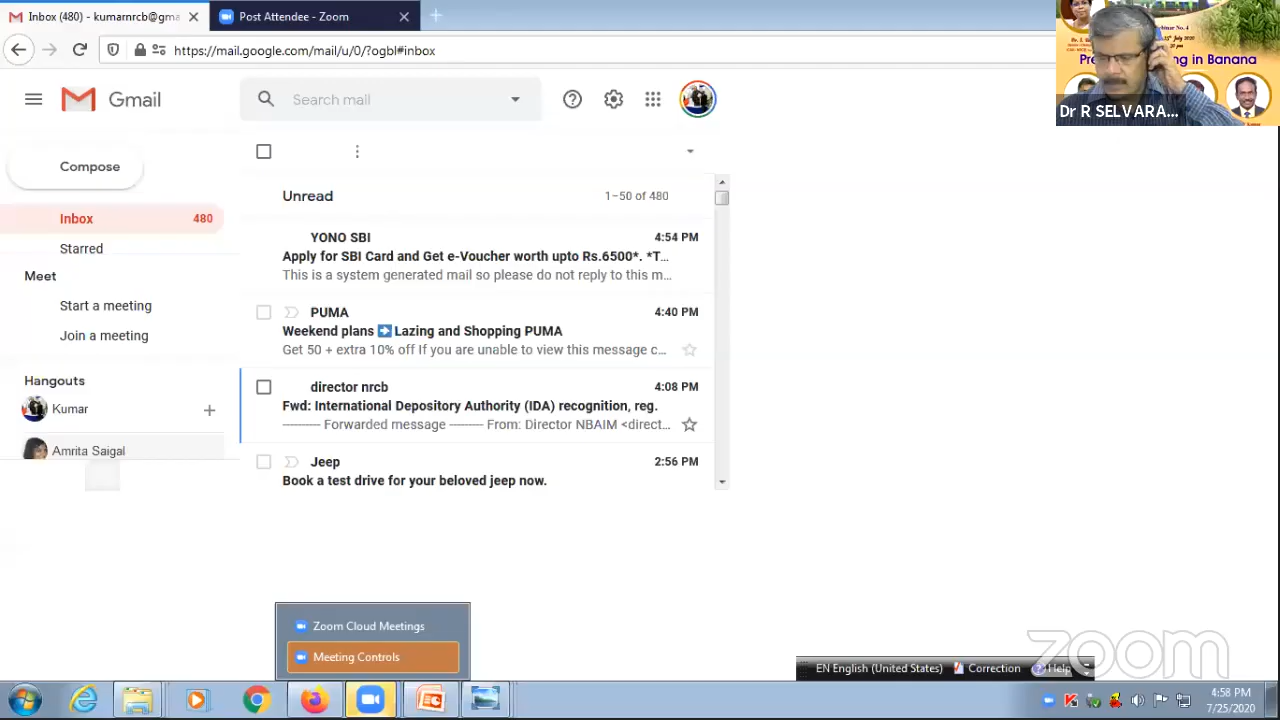 Inbox (480) - kumarnrcb@gma
Post Attendee - Zoom
https://mail.google.com/mail/u/0/?ogbl#inbox
Gmail
Search mail
Compose
Inbox 480
Starred
Meet
Start a meeting
Join a meeting
Hangouts
Kumar
Amrita Saigal
Unread
1–50 of 480
YONO SBI 4:54 PM
Apply for SBI Card and Get e-Voucher worth upto Rs.6500*. *T...
This is a system generated mail so please do not reply to this m...
PUMA 4:40 PM
Weekend plans ➡ Lazing and Shopping PUMA
Get 50 + extra 10% off If you are unable to view this message c...
director nrcb 4:08 PM
Fwd: International Depository Authority (IDA) recognition, reg.
---------- Forwarded message --------- From: Director NBAIM <direct...
Jeep 2:56 PM
Book a test drive for your beloved jeep now.
Dr R SELVARA...
ing in Banana
Zoom Cloud Meetings
Meeting Controls
zoom
EN English (United States) Correction Help
4:58 PM
7/25/2020